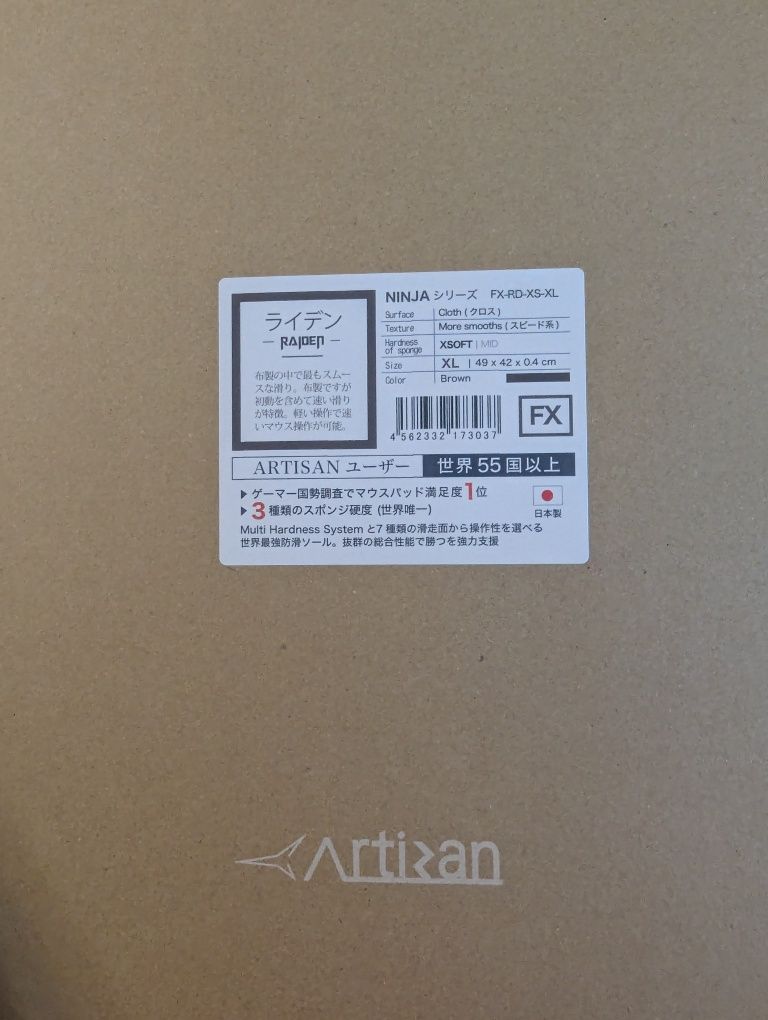 ライデン
RAIDEN
布製の中で最もスムー
スな滑り。布製ですが
初動を含めて速い滑り
が特徴。軽い操作で速
いマウス操作が可能。
NINJA シリーズ FX-RD-XS-XL
Surface Cloth ( クロス )
Texture More smooths ( スピード系 )
Hardness
of sponge XSOFT | MID
Size XL | 49 x 42 x 0.4 cm
Color Brown
4 562332 173037
FX
ARTISAN ユーザー 世界 55 国以上
▶ ゲーマー国勢調査でマウスパッド満足度1位
▶ 3種類のスポンジ硬度 (世界唯一)
日本製
Multi Hardness System と7 種類の滑走面から操作性を選べる
世界最強防滑ソール。抜群の総合性能で勝つを強力支援
Artisan